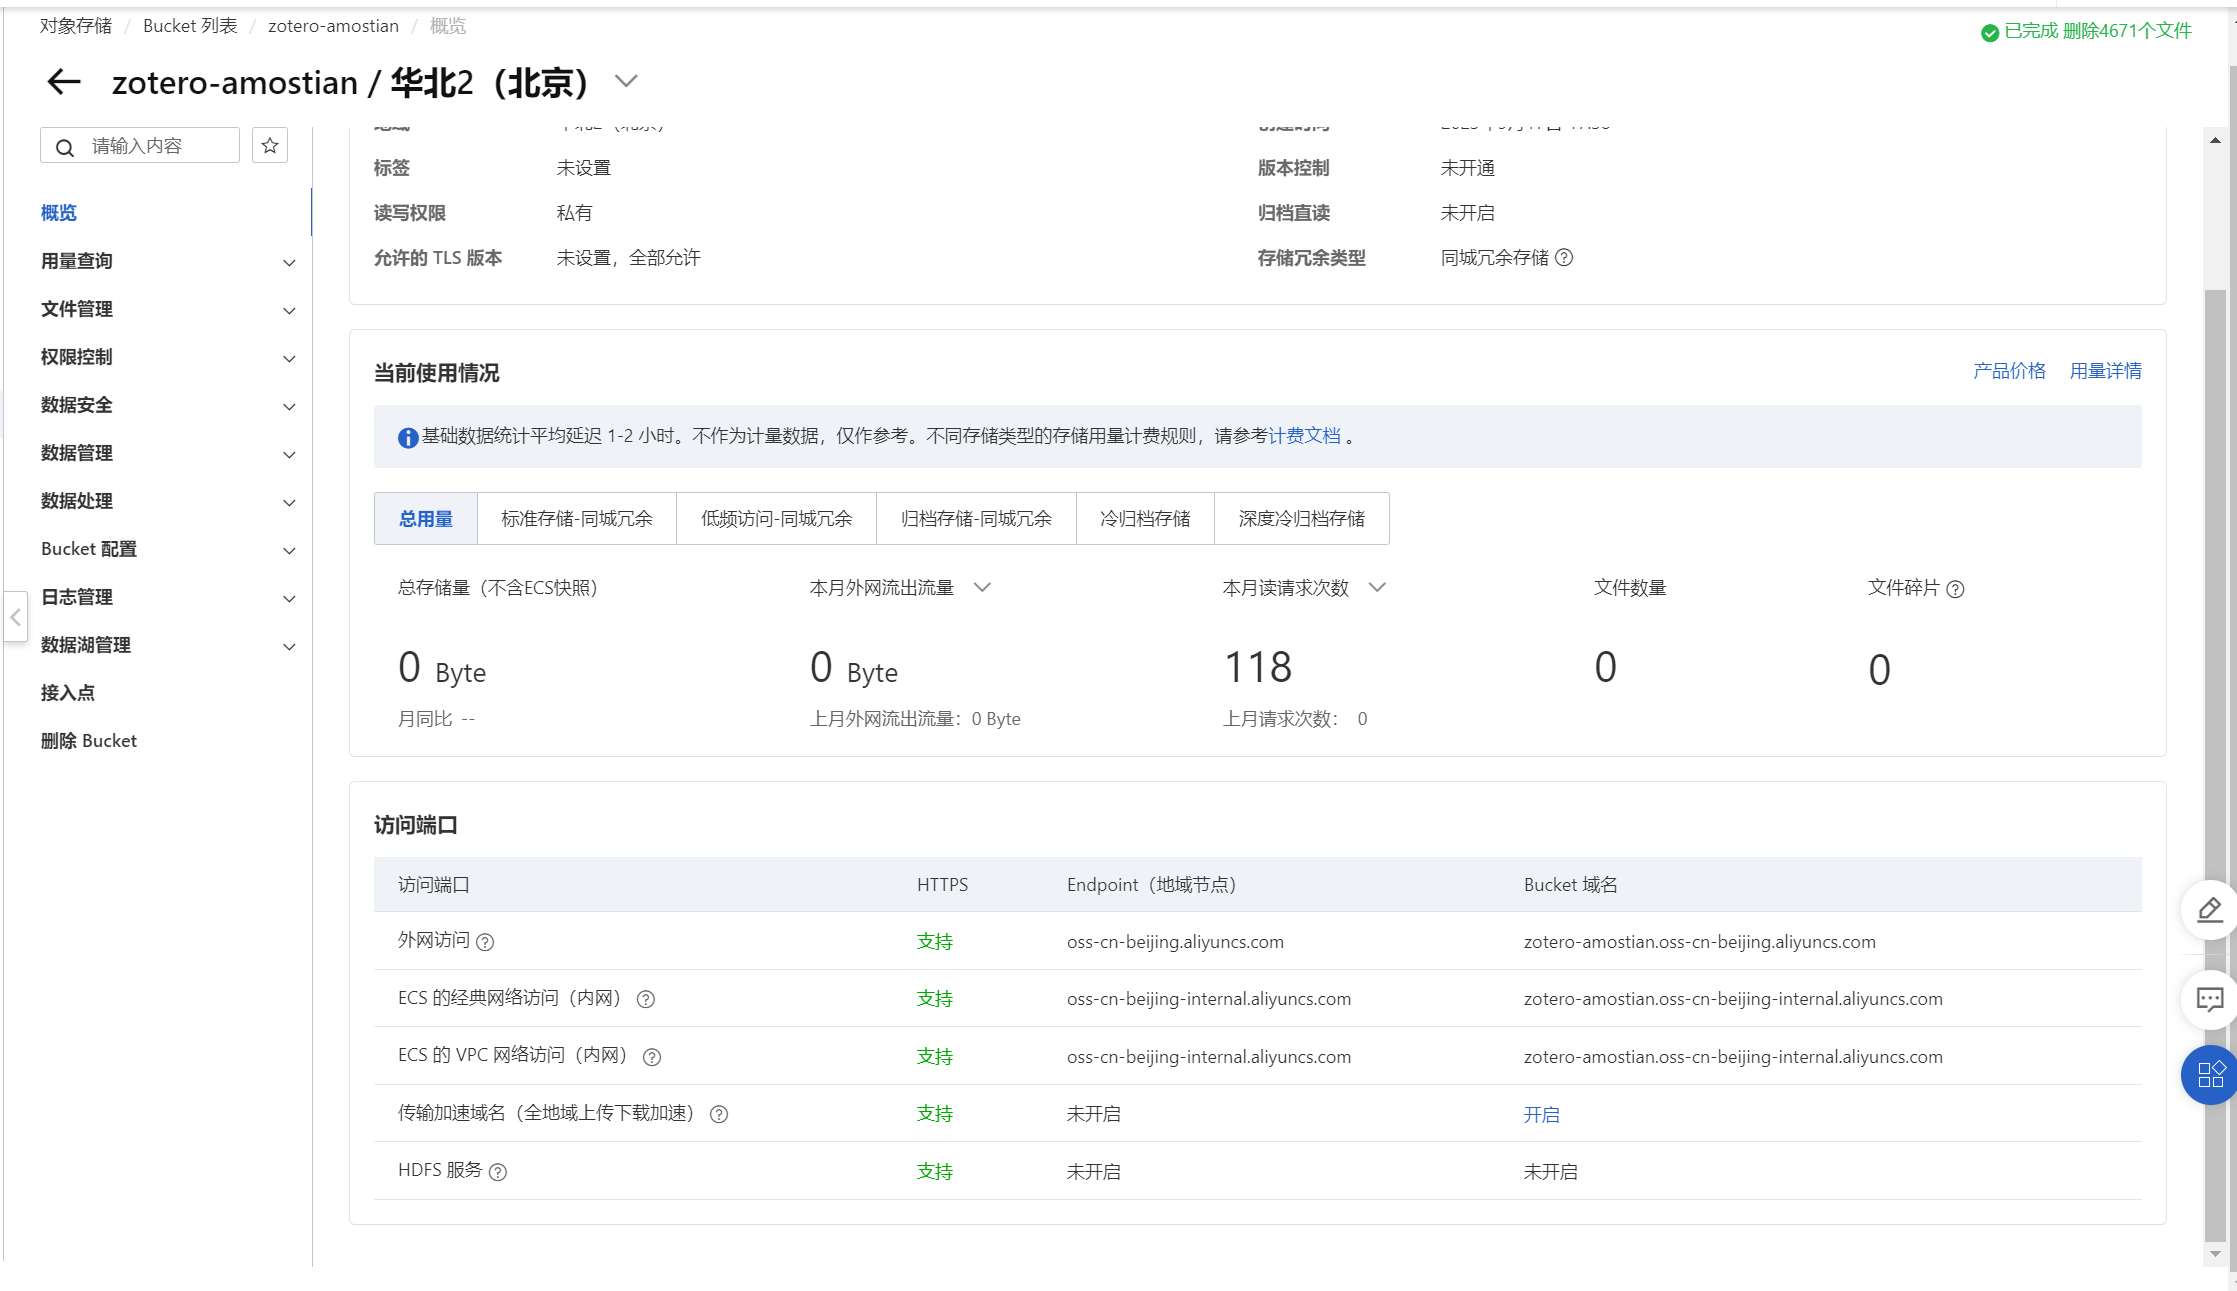 对象存储 / Bucket 列表 / zotero-amostian / 概览
已完成 删除4671个文件
zotero-amostian / 华北2（北京）
请输入内容
概览
用量查询
文件管理
权限控制
数据安全
数据管理
数据处理
Bucket 配置
日志管理
数据湖管理
接入点
删除 Bucket
标签 未设置 版本控制 未开通
读写权限 私有 归档直读 未开启
允许的 TLS 版本 未设置，全部允许 存储冗余类型 同城冗余存储
当前使用情况 产品价格 用量详情
基础数据统计平均延迟 1-2 小时。不作为计量数据，仅作参考。不同存储类型的存储用量计费规则，请参考计费文档 。
总用量 标准存储-同城冗余 低频访问-同城冗余 归档存储-同城冗余 冷归档存储 深度冷归档存储
总存储量（不含ECS快照） 本月外网流出流量 本月读请求次数 文件数量 文件碎片
0 Byte 0 Byte 118 0 0
月同比 -- 上月外网流出流量：0 Byte 上月请求次数： 0
访问端口
访问端口 HTTPS Endpoint（地域节点） Bucket 域名
外网访问 支持 oss-cn-beijing.aliyuncs.com zotero-amostian.oss-cn-beijing.aliyuncs.com
ECS 的经典网络访问（内网） 支持 oss-cn-beijing-internal.aliyuncs.com zotero-amostian.oss-cn-beijing-internal.aliyuncs.com
ECS 的 VPC 网络访问（内网） 支持 oss-cn-beijing-internal.aliyuncs.com zotero-amostian.oss-cn-beijing-internal.aliyuncs.com
传输加速域名（全地域上传下载加速） 支持 未开启 开启
HDFS 服务 支持 未开启 未开启